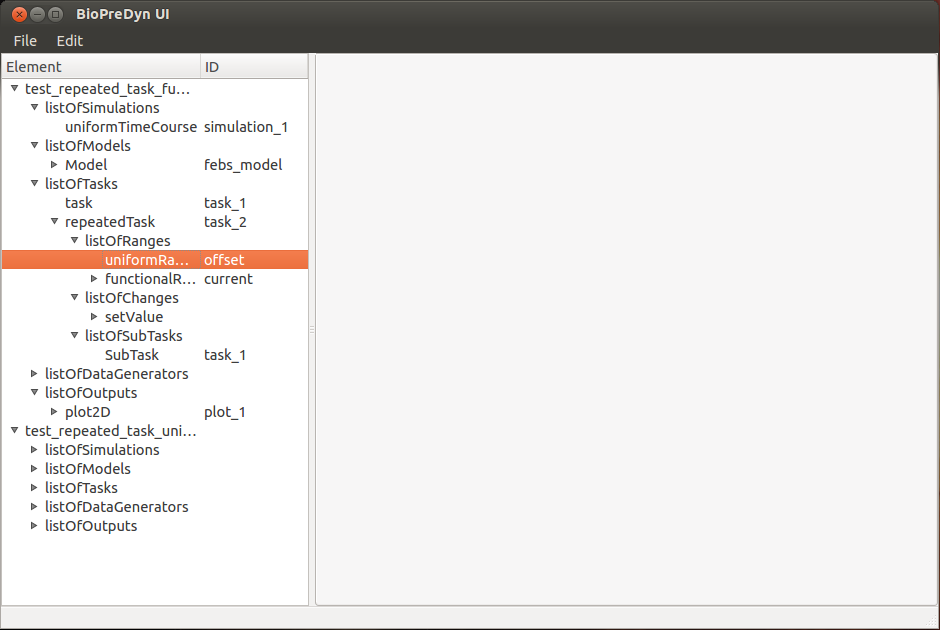 BioPreDyn UI
File Edit
Element ID
test_repeated_task_fu...
listOfSimulations
uniformTimeCourse simulation_1
listOfModels
Model febs_model
listOfTasks
task task_1
repeatedTask task_2
listOfRanges
uniformRa... offset
functionalR... current
listOfChanges
setValue
listOfSubTasks
SubTask task_1
listOfDataGenerators
listOfOutputs
plot2D plot_1
test_repeated_task_uni...
listOfSimulations
listOfModels
listOfTasks
listOfDataGenerators
listOfOutputs